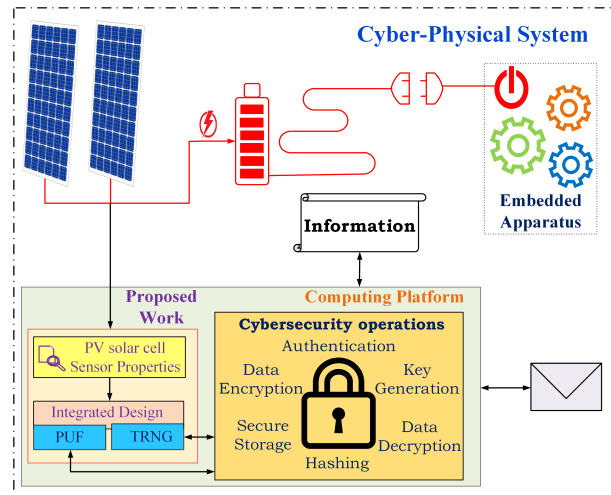 Cyber-Physical System
Embedded
Apparatus
Information
Proposed
Work
Computing Platform
PV solar cell
Sensor Properties
Integrated Design
PUF
TRNG
Cybersecurity operations
Authentication
Data
Encryption
Key
Generation
Secure
Storage
Data
Decryption
Hashing